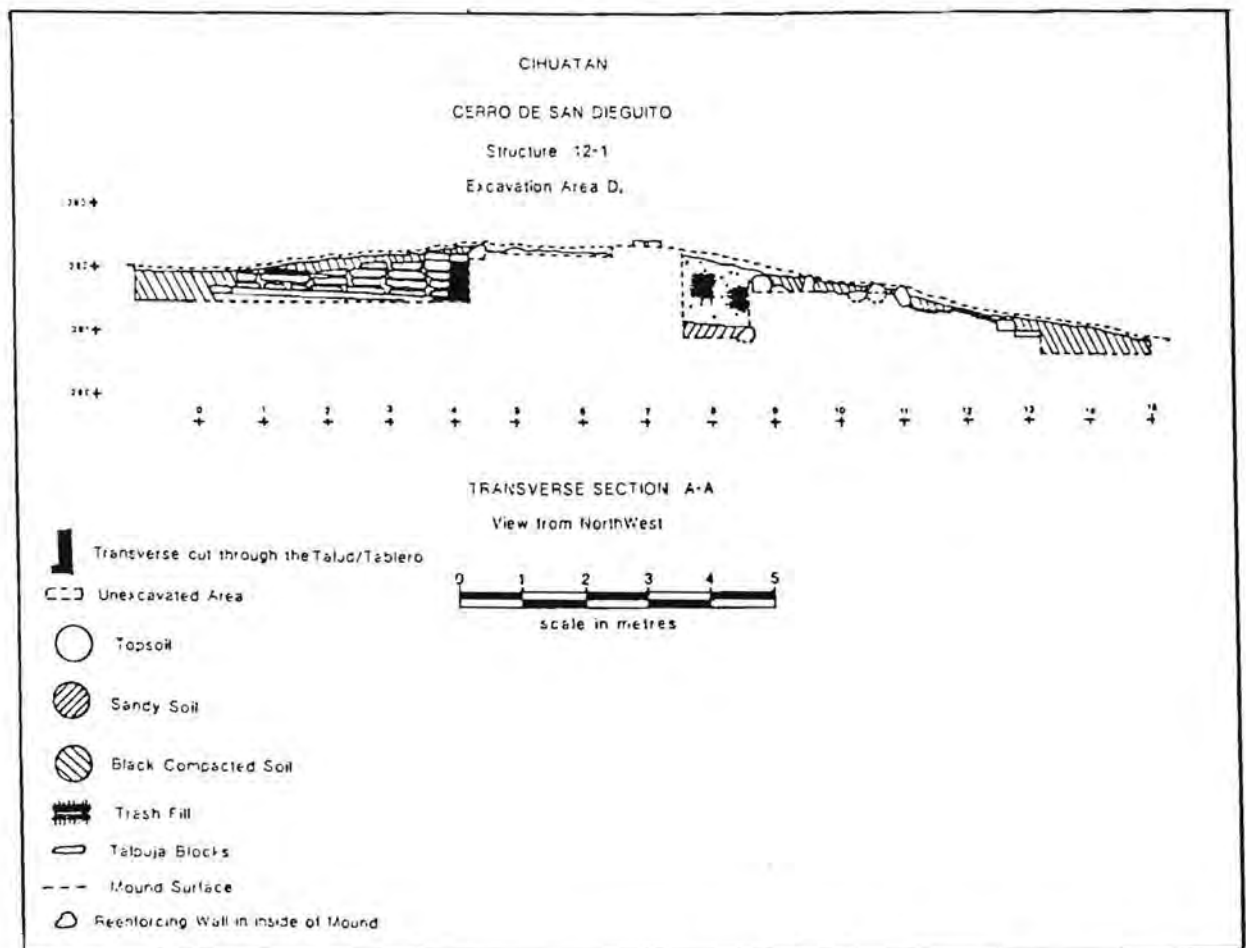 CIHUATAN
CERRO DE SAN DIEGUITO
Structure 12-1
Excavation Area D.
0 1 2 3 4 5 6 7 8 9 10 11 12 13 14
TRANSVERSE SECTION A-A
View from NorthWest
0 1 2 3 4 5
scale in metres
Transverse cut through the Talud/Tablero
Unexcavated Area
Topsoil
Sandy Soil
Black Compacted Soil
Trash Fill
Talpuja Blocks
Mound Surface
Reenforcing Wall in inside of Mound